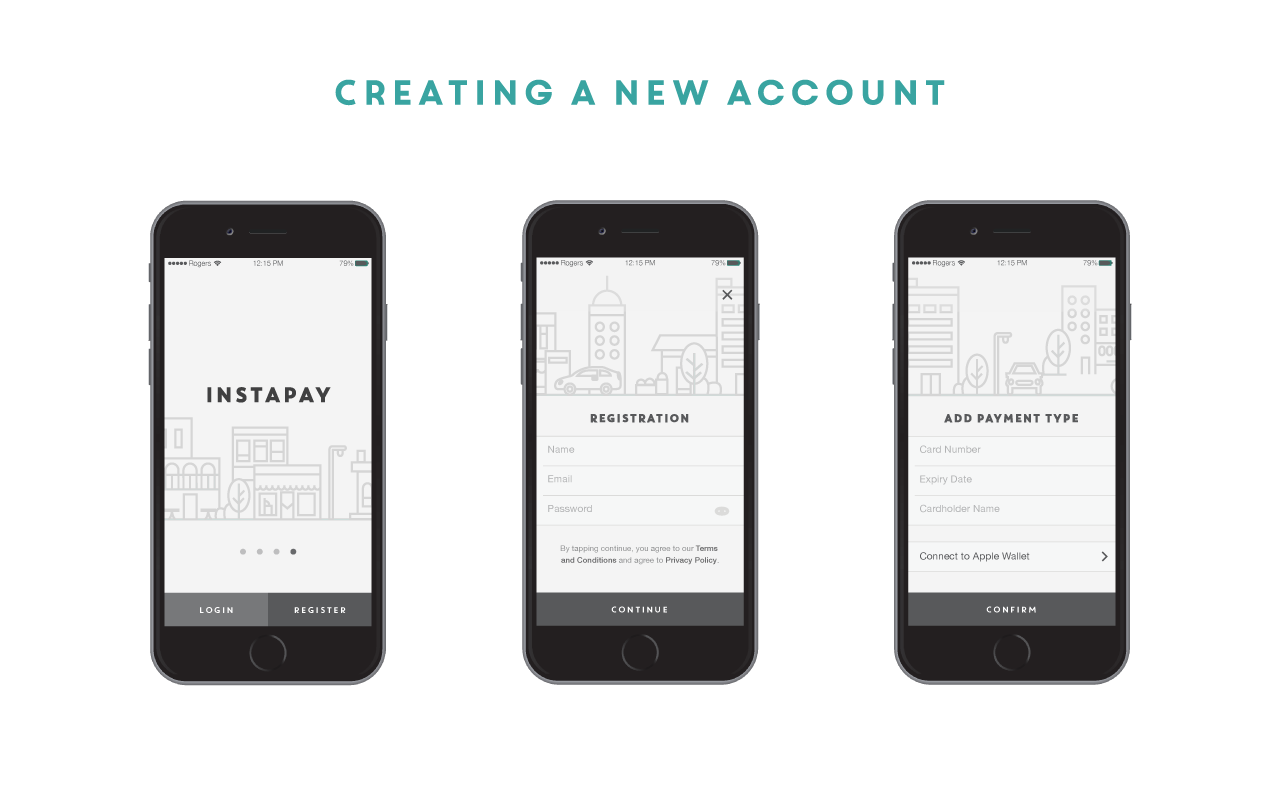 CREATING A NEW ACCOUNT
Rogers 12:15 PM 79%
INSTAPAY
LOGIN REGISTER
Rogers 12:15 PM 79%
REGISTRATION
Name
Email
Password
By tapping continue, you agree to our Terms
and Conditions and agree to Privacy Policy.
CONTINUE
Rogers 12:15 PM 79%
ADD PAYMENT TYPE
Card Number
Expiry Date
Cardholder Name
Connect to Apple Wallet
CONFIRM